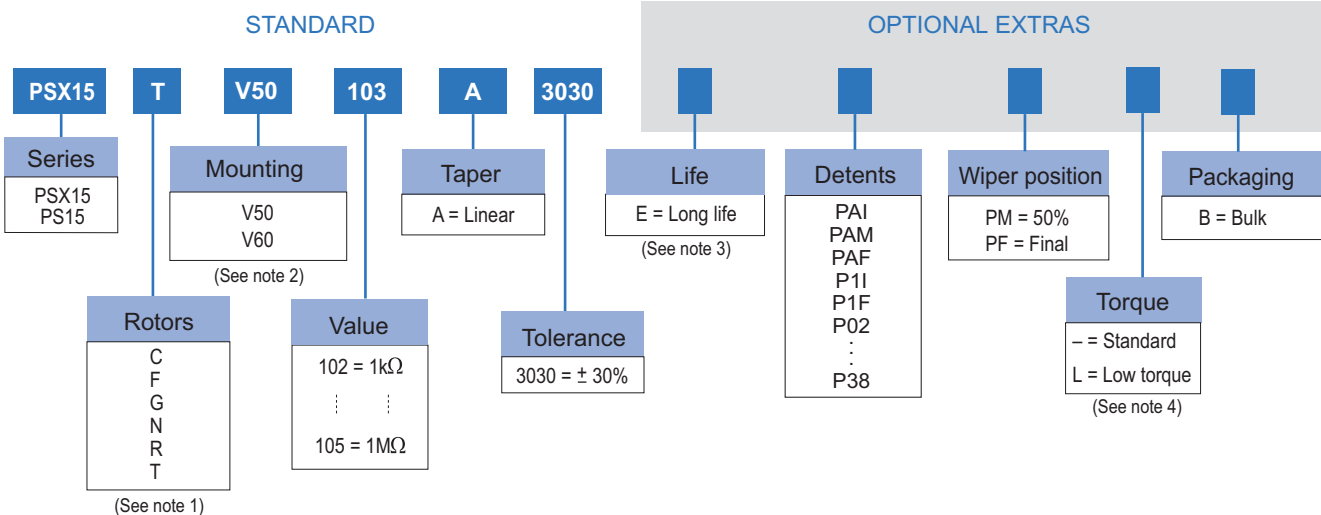 STANDARD
OPTIONAL EXTRAS
PSX15 T V50 103 A 3030
Series
PSX15
PS15
Mounting
V50
V60
(See note 2)
Taper
A = Linear
Life
E = Long life
(See note 3)
Detents
PAI
PAM
PAF
P1I
P1F
P02
:
:
P38
Wiper position
PM = 50%
PF = Final
Packaging
B = Bulk
Rotors
C
F
G
N
R
T
(See note 1)
Value
102 = 1kΩ
105 = 1MΩ
Tolerance
3030 = ± 30%
Torque
– = Standard
L = Low torque
(See note 4)